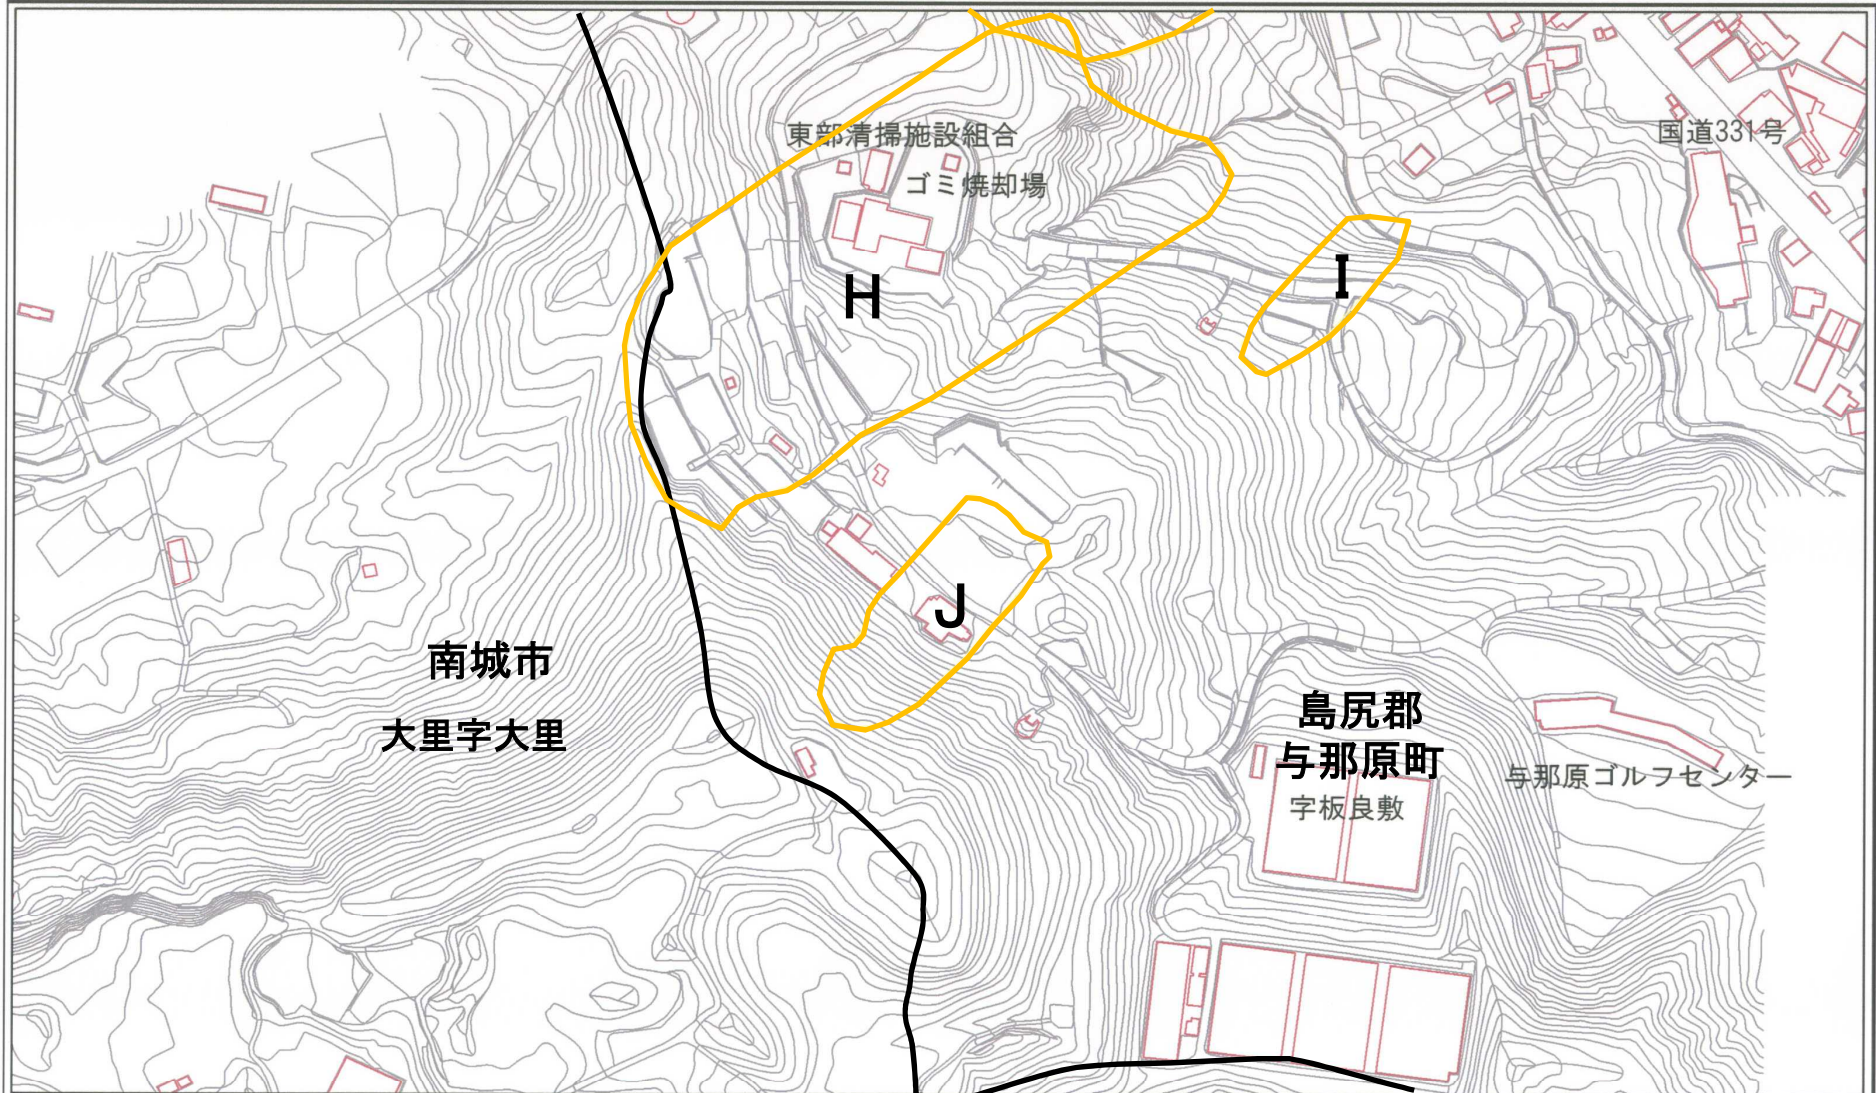 東部清掃施設組合
ゴミ焼却場
国道331号
H
I
J
南城市
大里字大里
島尻郡
与那原町
字板良敷
与那原ゴルフセンター